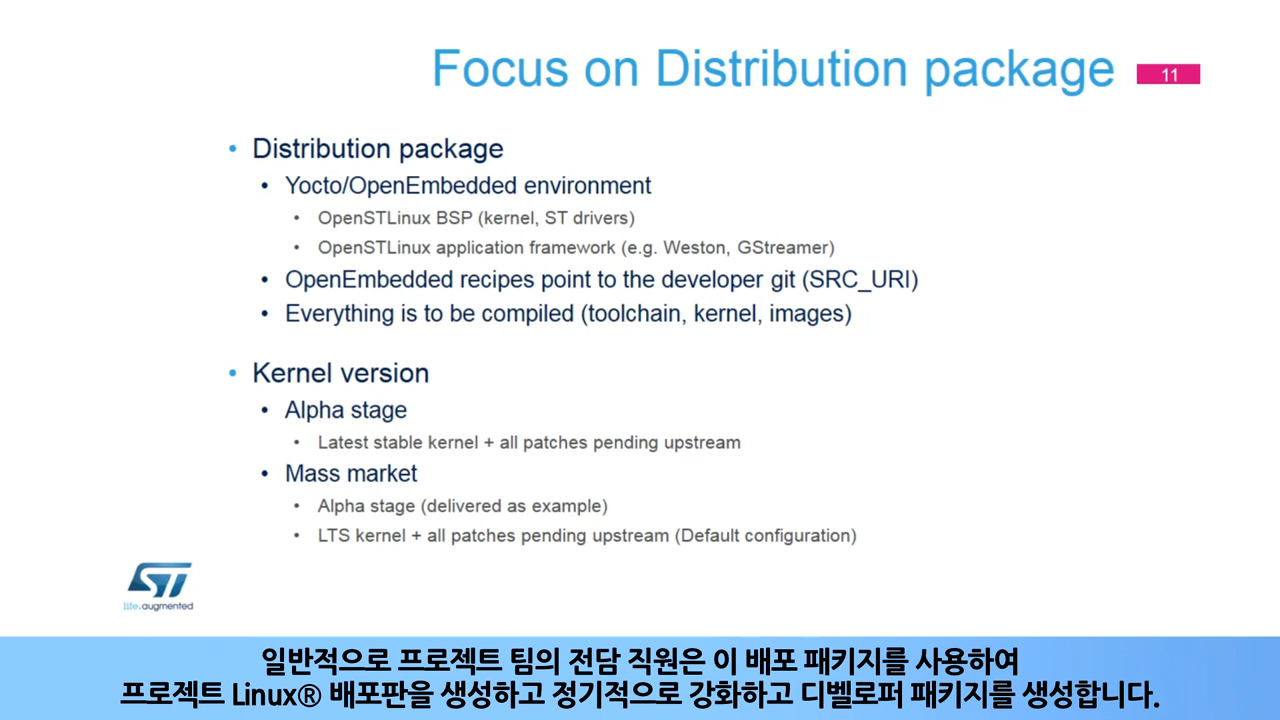 Focus on Distribution package
11
• Distribution package
• Yocto/OpenEmbedded environment
• OpenSTLinux BSP (kernel, ST drivers)
• OpenSTLinux application framework (e.g. Weston, GStreamer)
• OpenEmbedded recipes point to the developer git (SRC_URI)
• Everything is to be compiled (toolchain, kernel, images)
• Kernel version
• Alpha stage
• Latest stable kernel + all patches pending upstream
• Mass market
• Alpha stage (delivered as example)
• LTS kernel + all patches pending upstream (Default configuration)
ST
life.augmented
일반적으로 프로젝트 팀의 전담 직원은 이 배포 패키지를 사용하여
프로젝트 Linux® 배포판을 생성하고 정기적으로 강화하고 디벨로퍼 패키지를 생성합니다.